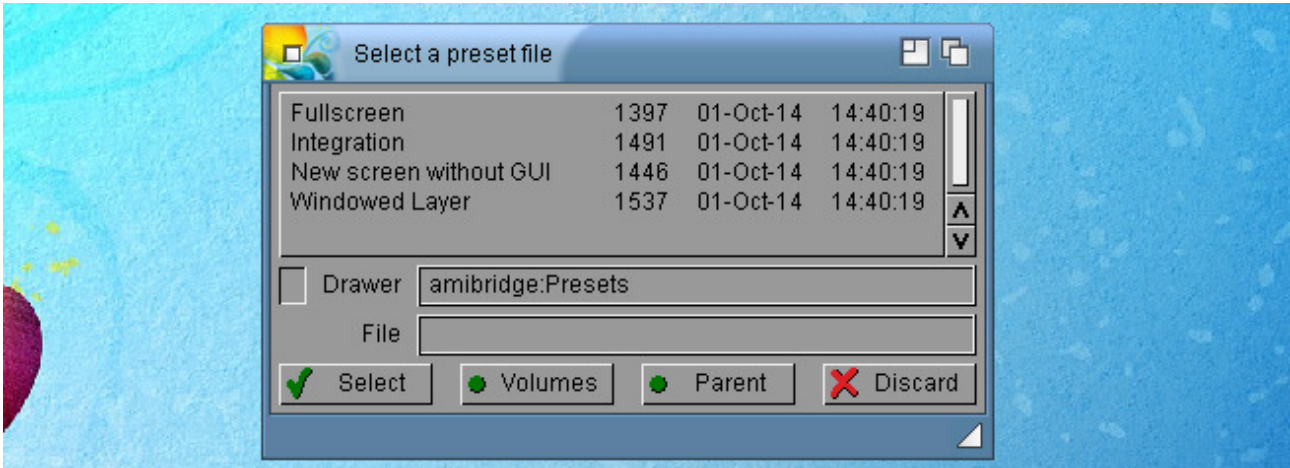 Select a preset file
Fullscreen 1397 01-Oct-14 14:40:19
Integration 1491 01-Oct-14 14:40:19
New screen without GUI 1446 01-Oct-14 14:40:19
Windowed Layer 1537 01-Oct-14 14:40:19
Drawer amibridge:Presets
File
Select Volumes Parent Discard